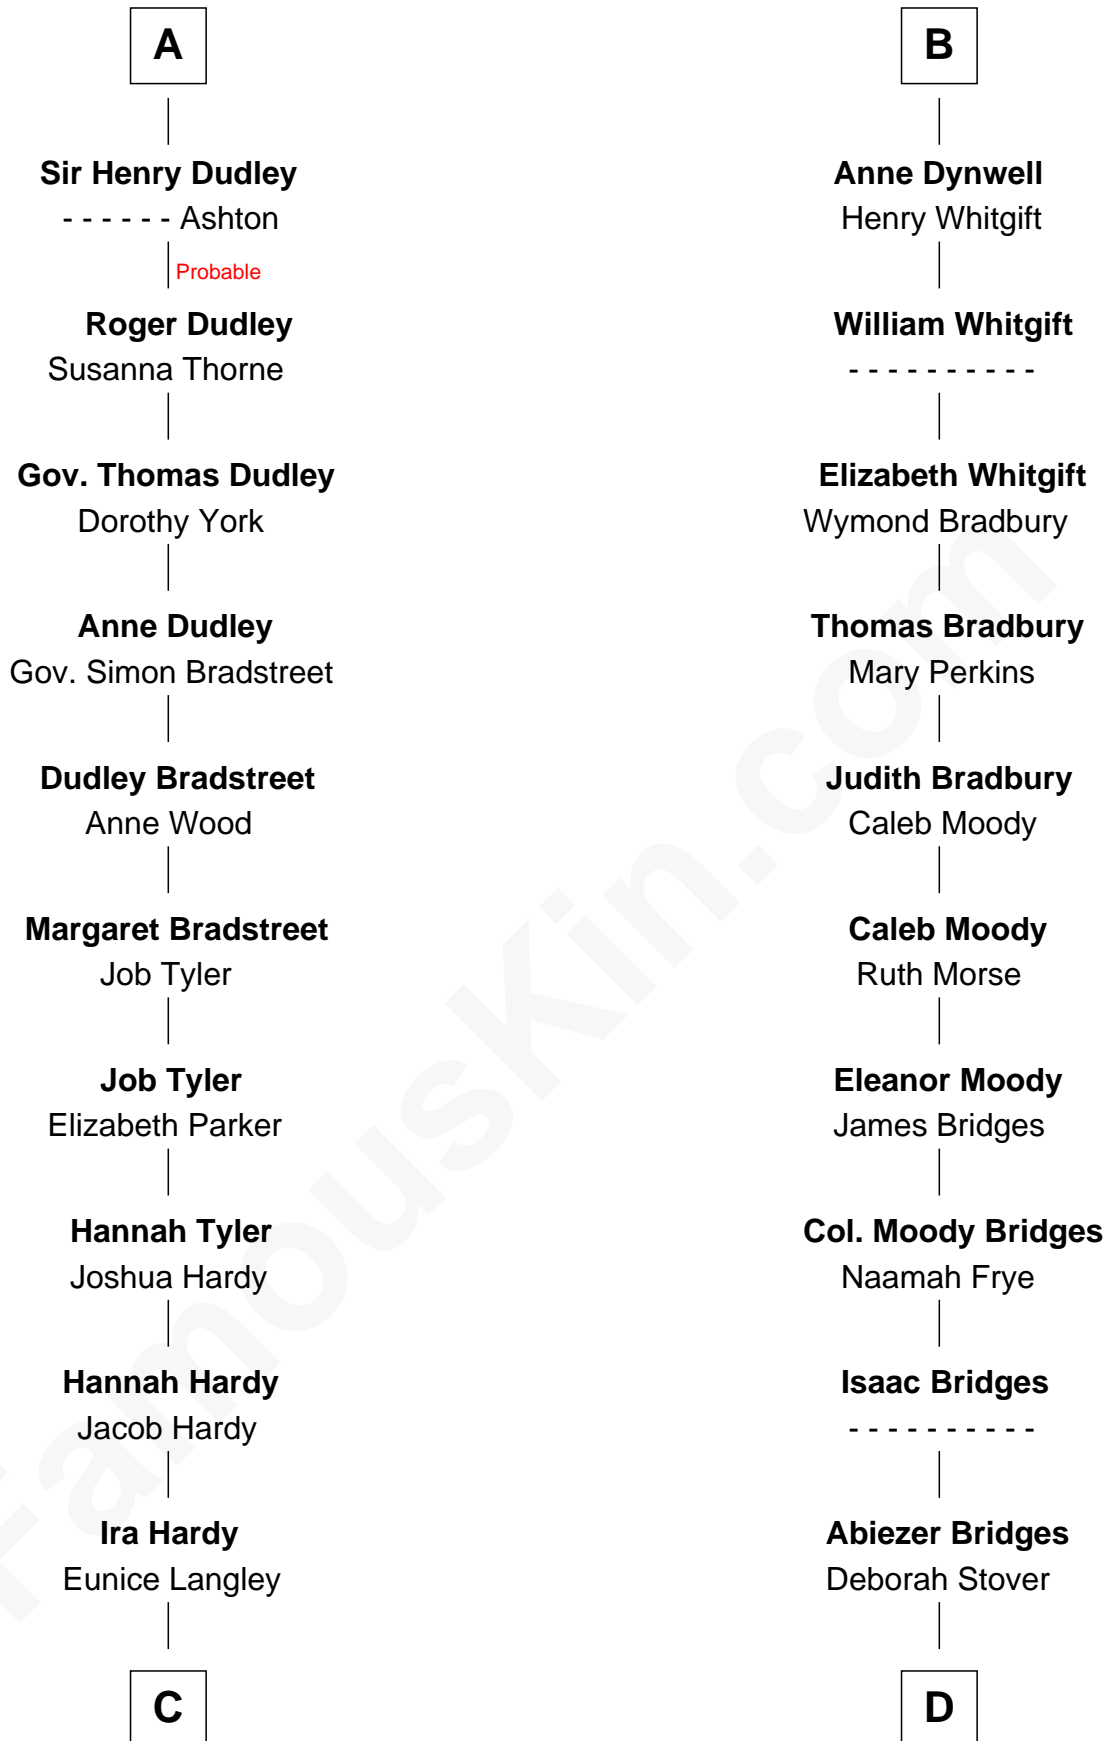 A
Sir Henry Dudley
- - - - - - Ashton
Probable
Roger Dudley
Susanna Thorne
Gov. Thomas Dudley
Dorothy York
Anne Dudley
Gov. Simon Bradstreet
Dudley Bradstreet
Anne Wood
Margaret Bradstreet
Job Tyler
Job Tyler
Elizabeth Parker
Hannah Tyler
Joshua Hardy
Hannah Hardy
Jacob Hardy
Ira Hardy
Eunice Langley
C
B
Anne Dynwell
Henry Whitgift
William Whitgift
- - - - - - - - - -
Elizabeth Whitgift
Wymond Bradbury
Thomas Bradbury
Mary Perkins
Judith Bradbury
Caleb Moody
Caleb Moody
Ruth Morse
Eleanor Moody
James Bridges
Col. Moody Bridges
Naamah Frye
Isaac Bridges
- - - - - - - - - -
Abiezer Bridges
Deborah Stover
D
FamousKin.com